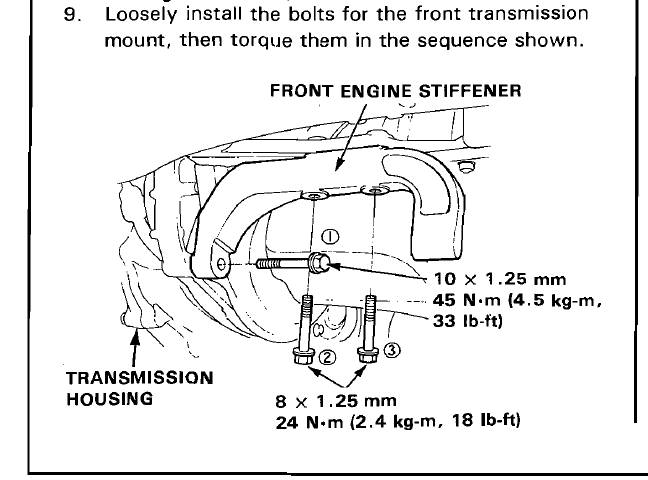 9. Loosely install the bolts for the front transmission
mount, then torque them in the sequence shown.
FRONT ENGINE STIFFENER
①
10 × 1.25 mm
45 N·m (4.5 kg-m,
33 lb-ft)
②
③
TRANSMISSION
HOUSING
8 × 1.25 mm
24 N·m (2.4 kg-m, 18 lb-ft)